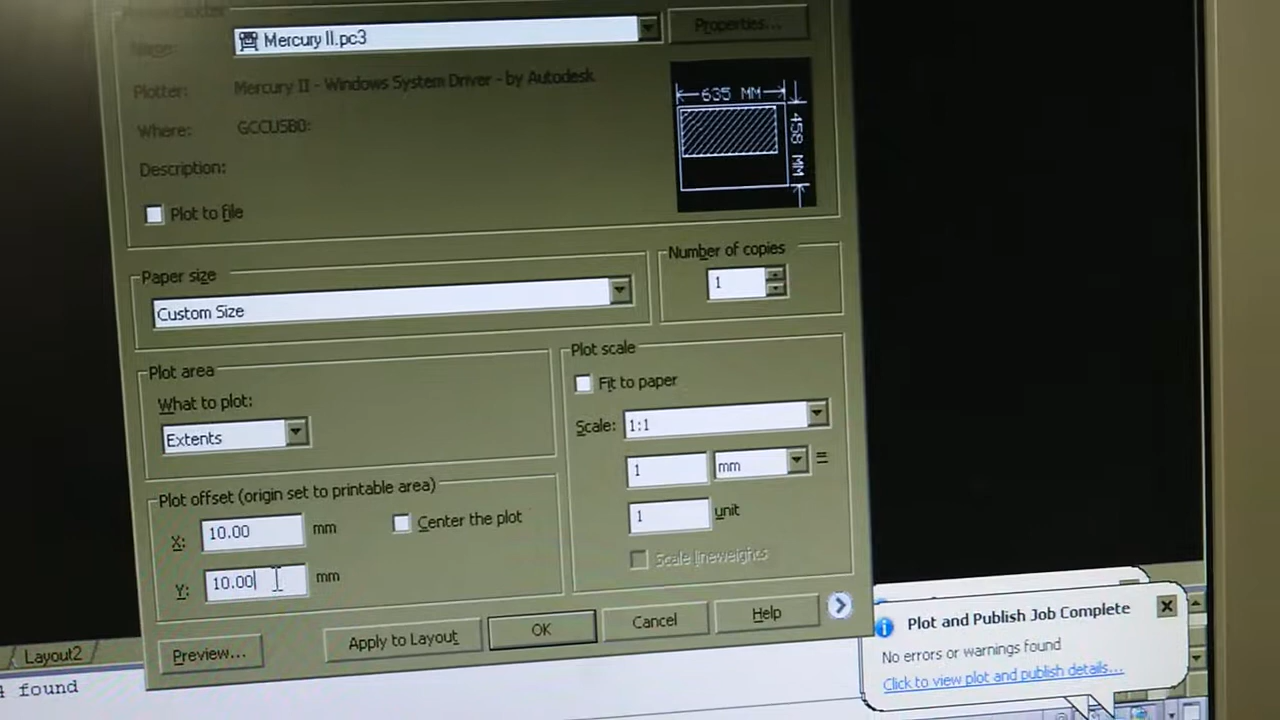 Name: Mercury II.pc3 Properties...
Plotter: Mercury II - Windows System Driver - by Autodesk
Where: GCCUSB0:
Description:
Plot to file
635 MM
458 MM
Paper size
Custom Size
Number of copies
1
Plot area
What to plot:
Extents
Plot scale
Fit to paper
Scale: 1:1
1 mm =
1 unit
Scale lineweights
Plot offset (origin set to printable area)
X: 10.00 mm Center the plot
Y: 10.00 mm
Preview... Apply to Layout OK Cancel Help
Layout2
4 found
Plot and Publish Job Complete
No errors or warnings found
Click to view plot and publish details...